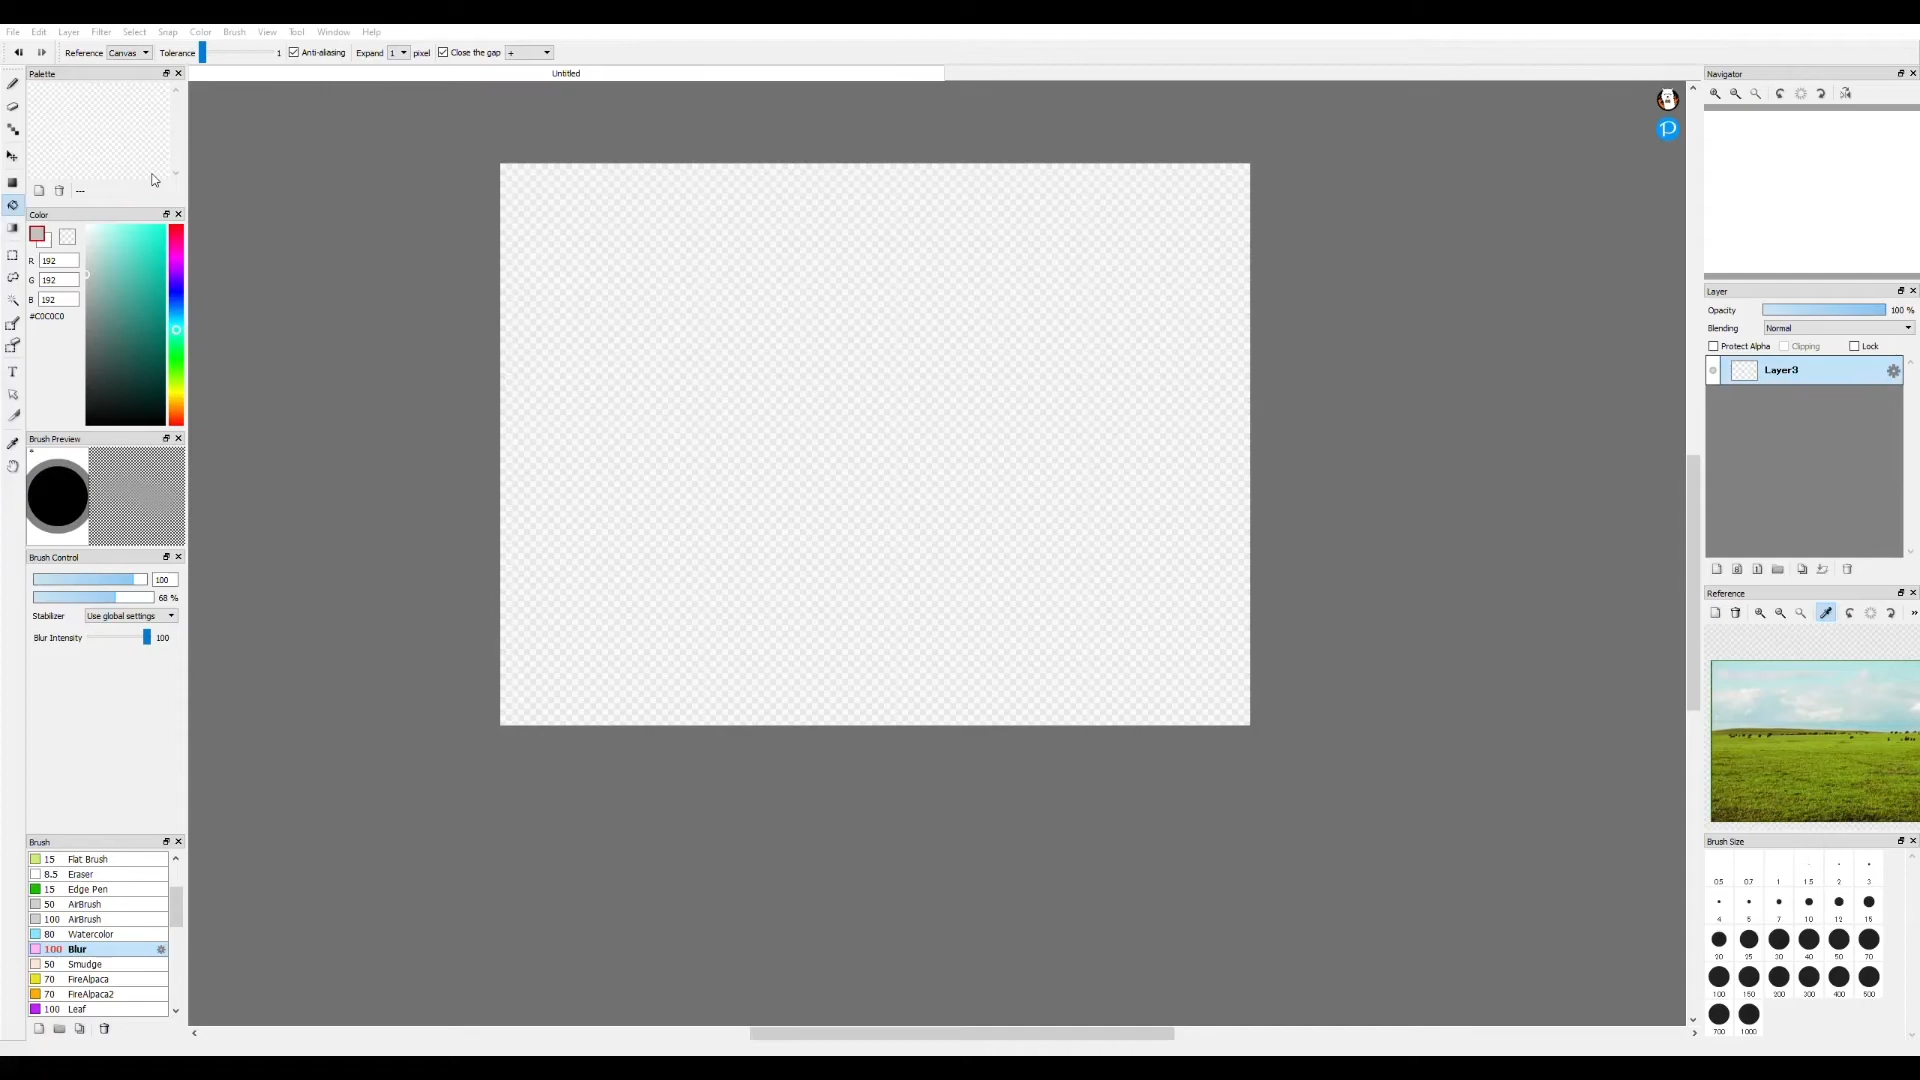 File Edit Layer Filter Select Snap Color Brush View Tool Window Help
Reference Canvas Tolerance 1 Anti-aliasing Expand 1 pixel Close the gap +
Palette
Untitled
Navigator
---
Color
R 192
G 192
B 192
#C0C0C0
Layer
Opacity 100 %
Blending Normal
Protect Alpha Clipping Lock
Layer3
Brush Preview
Brush Control
100
68 %
Stabilizer Use global settings
Blur Intensity 100
Reference
Brush
15 Flat Brush
8.5 Eraser
15 Edge Pen
50 AirBrush
100 AirBrush
80 Watercolor
100 Blur
50 Smudge
70 FireAlpaca
70 FireAlpaca2
100 Leaf
Brush Size
0.5 0.7 1 1.5 2 3
4 5 7 10 12 15
20 25 30 40 50 70
100 150 200 300 400 500
700 1000